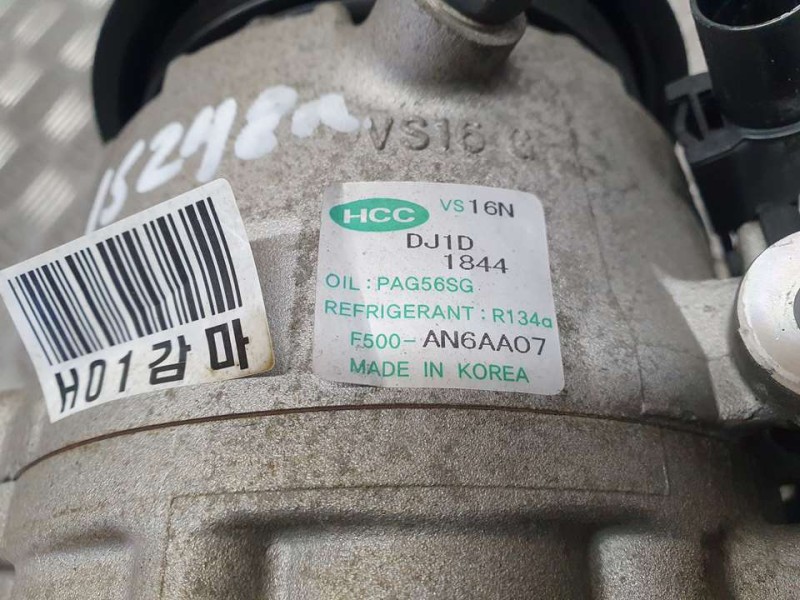 15248n
VS16
HCC VS16N
DJ1D
1844
OIL : PAG56SG
REFRIGERANT : R134a
F500-AN6AA07
MADE IN KOREA
H01감마